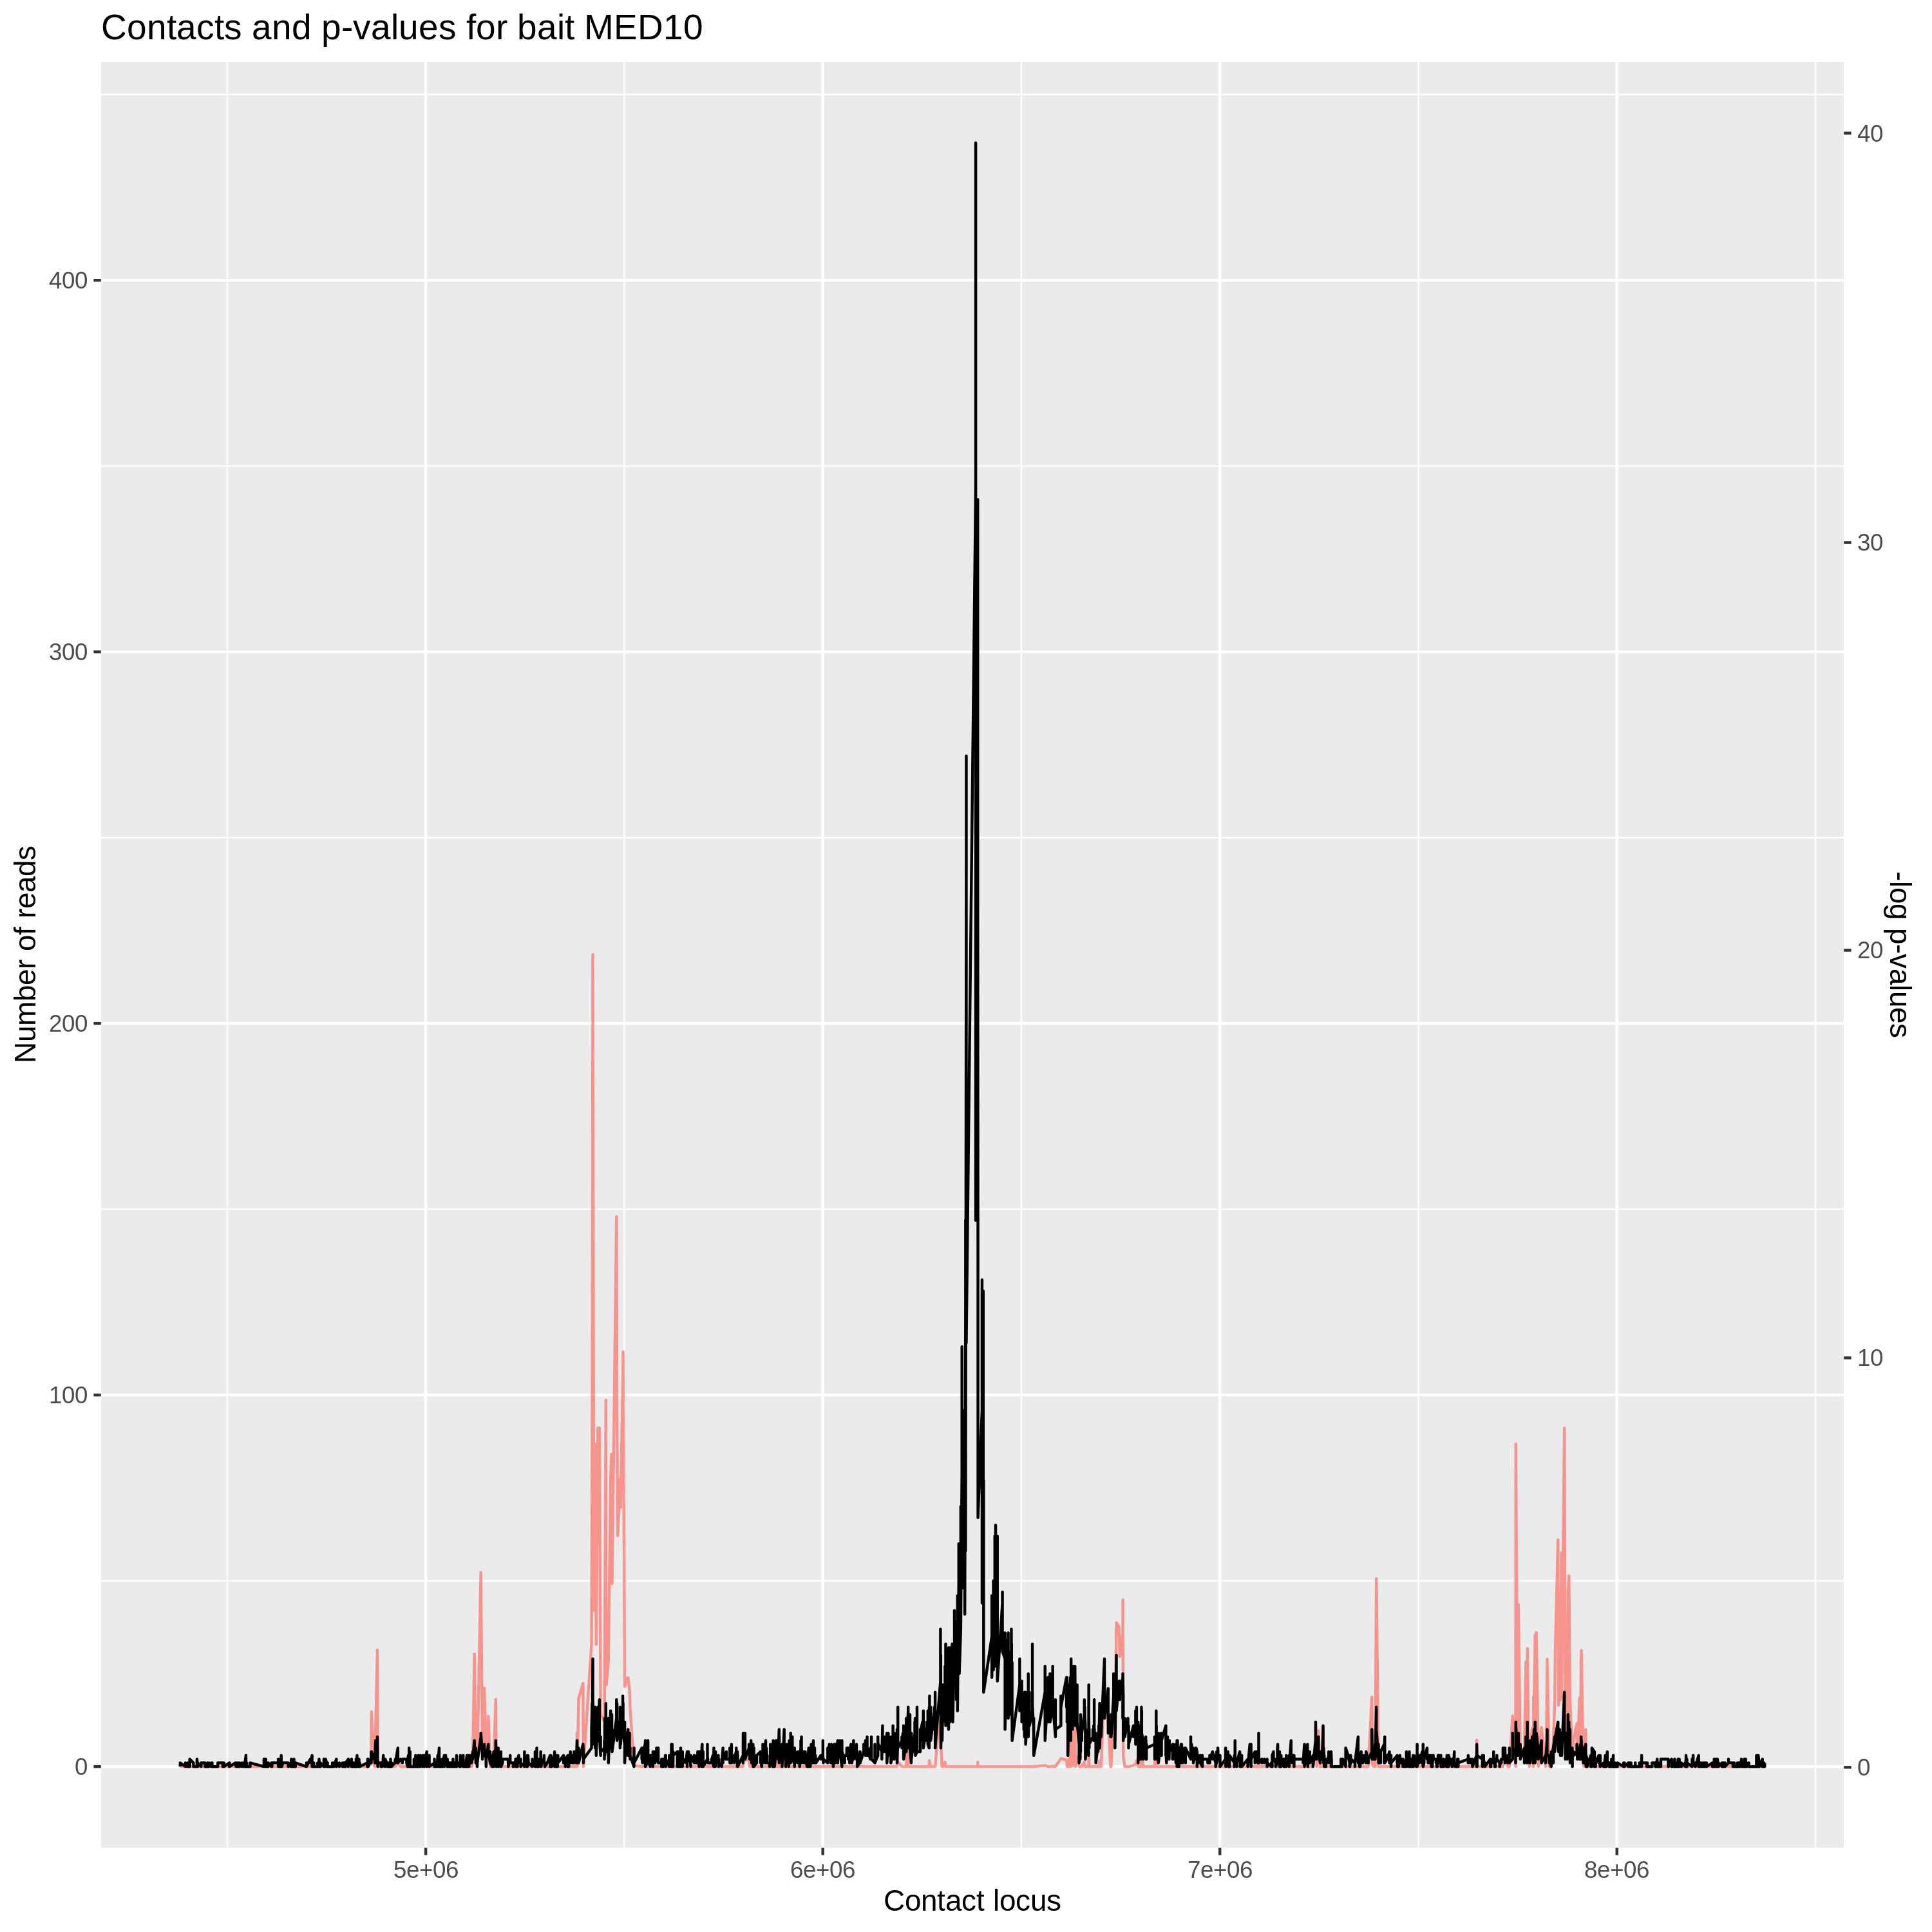 Contacts and p-values for bait MED10
400
300
200
100
0
Number of reads
40
30
20
10
0
-log p-values
5e+06
6e+06
7e+06
8e+06
Contact locus